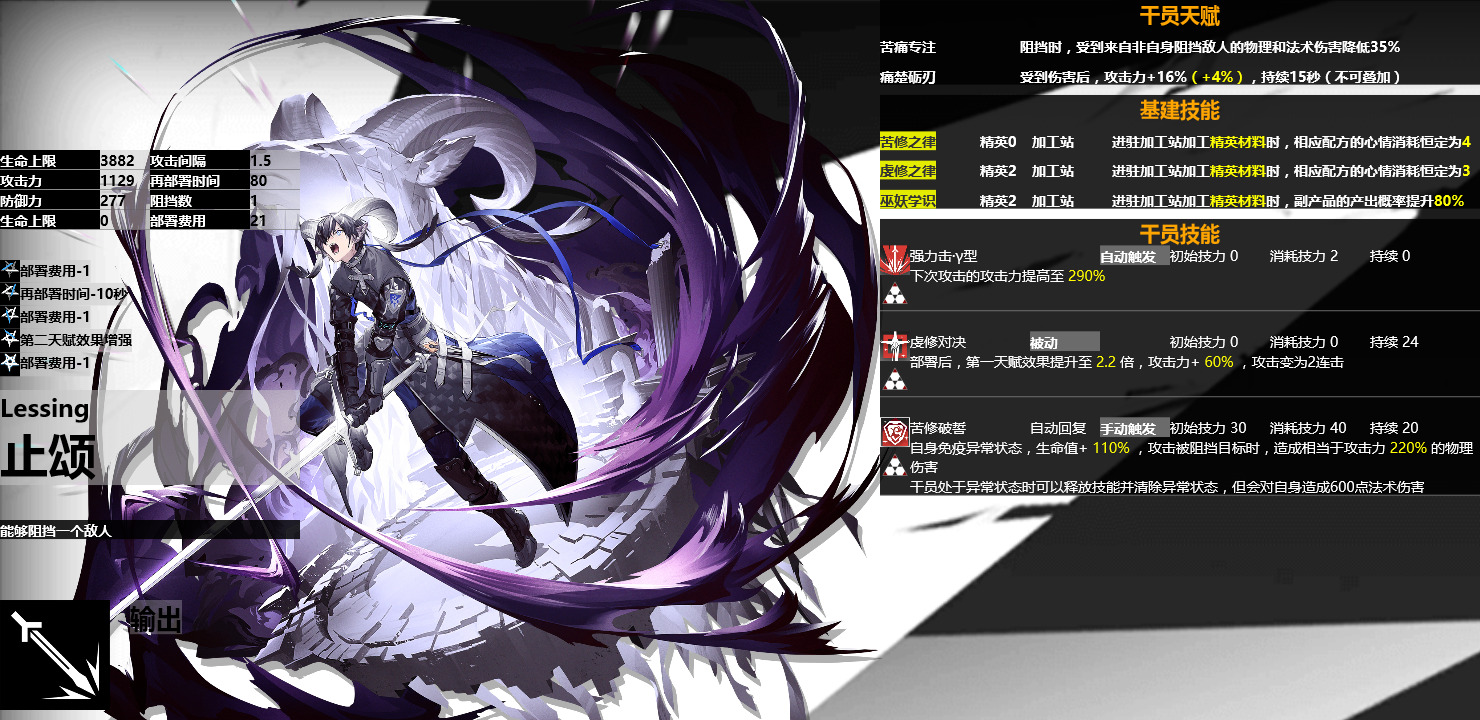 生命上限 3882 攻击间隔 1.5
攻击力 1129 再部署时间 80
防御力 277 阻挡数 1
生命上限 0 部署费用 21
部署费用-1
再部署时间-10秒
部署费用-1
第二天赋效果增强
部署费用-1
Lessing
止颂
能够阻挡一个敌人
输出
干员天赋
苦痛专注 阻挡时，受到来自非自身阻挡敌人的物理和法术伤害降低35%
痛楚砺刃 受到伤害后，攻击力+16%（+4%），持续15秒（不可叠加）
基建技能
苦修之律 精英0 加工站 进驻加工站加工精英材料时，相应配方的心情消耗恒定为4
虔修之律 精英2 加工站 进驻加工站加工精英材料时，相应配方的心情消耗恒定为3
巫妖学识 精英2 加工站 进驻加工站加工精英材料时，副产品的产出概率提升80%
干员技能
强力击·γ型 自动触发 初始技力 0 消耗技力 2 持续 0
下次攻击的攻击力提高至 290%
虔修对决 被动 初始技力 0 消耗技力 0 持续 24
部署后，第一天赋效果提升至 2.2 倍，攻击力+ 60% ，攻击变为2连击
苦修破誓 自动回复 手动触发 初始技力 30 消耗技力 40 持续 20
自身免疫异常状态，生命值+ 110% ，攻击被阻挡目标时，造成相当于攻击力 220% 的物理
伤害
干员处于异常状态时可以释放技能并清除异常状态，但会对自身造成600点法术伤害